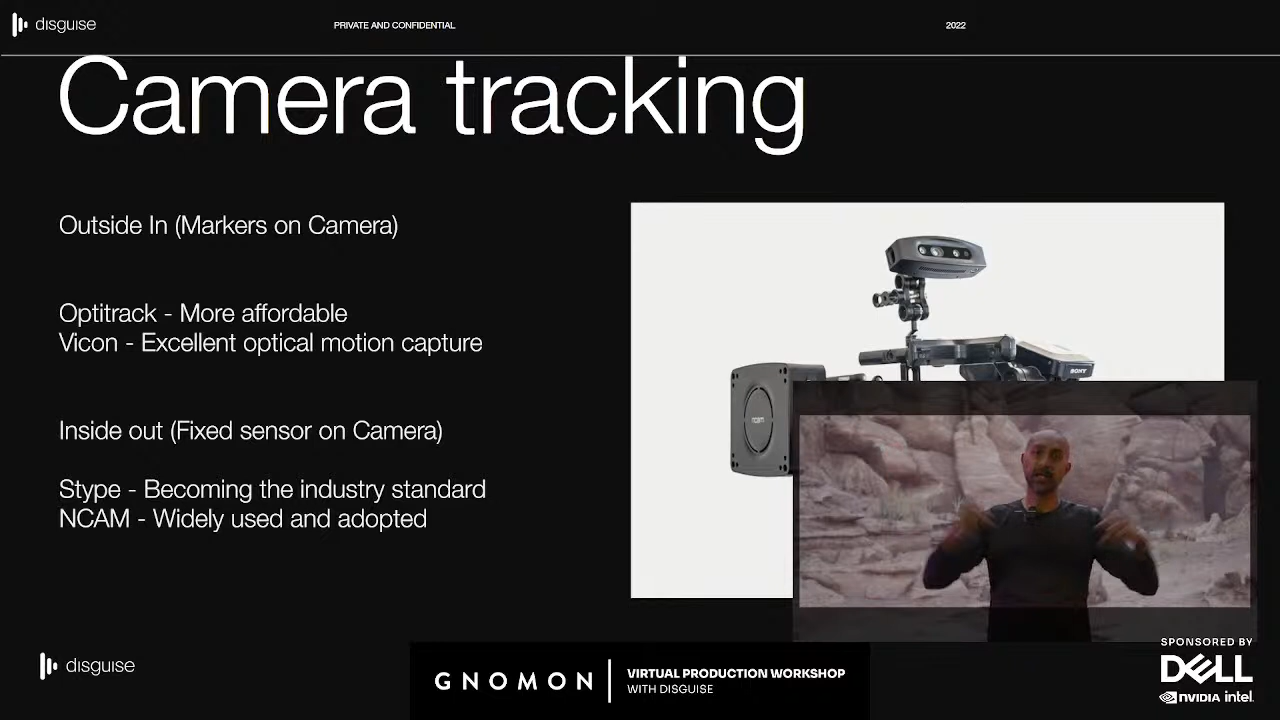 disguise
PRIVATE AND CONFIDENTIAL
2022
Camera tracking
Outside In (Markers on Camera)
Optitrack - More affordable
Vicon - Excellent optical motion capture
Inside out (Fixed sensor on Camera)
Stype - Becoming the industry standard
NCAM - Widely used and adopted
SONY
ncam
disguise
GNOMON
VIRTUAL PRODUCTION WORKSHOP
WITH DISGUISE
SPONSORED BY
DELL
NVIDIA intel.